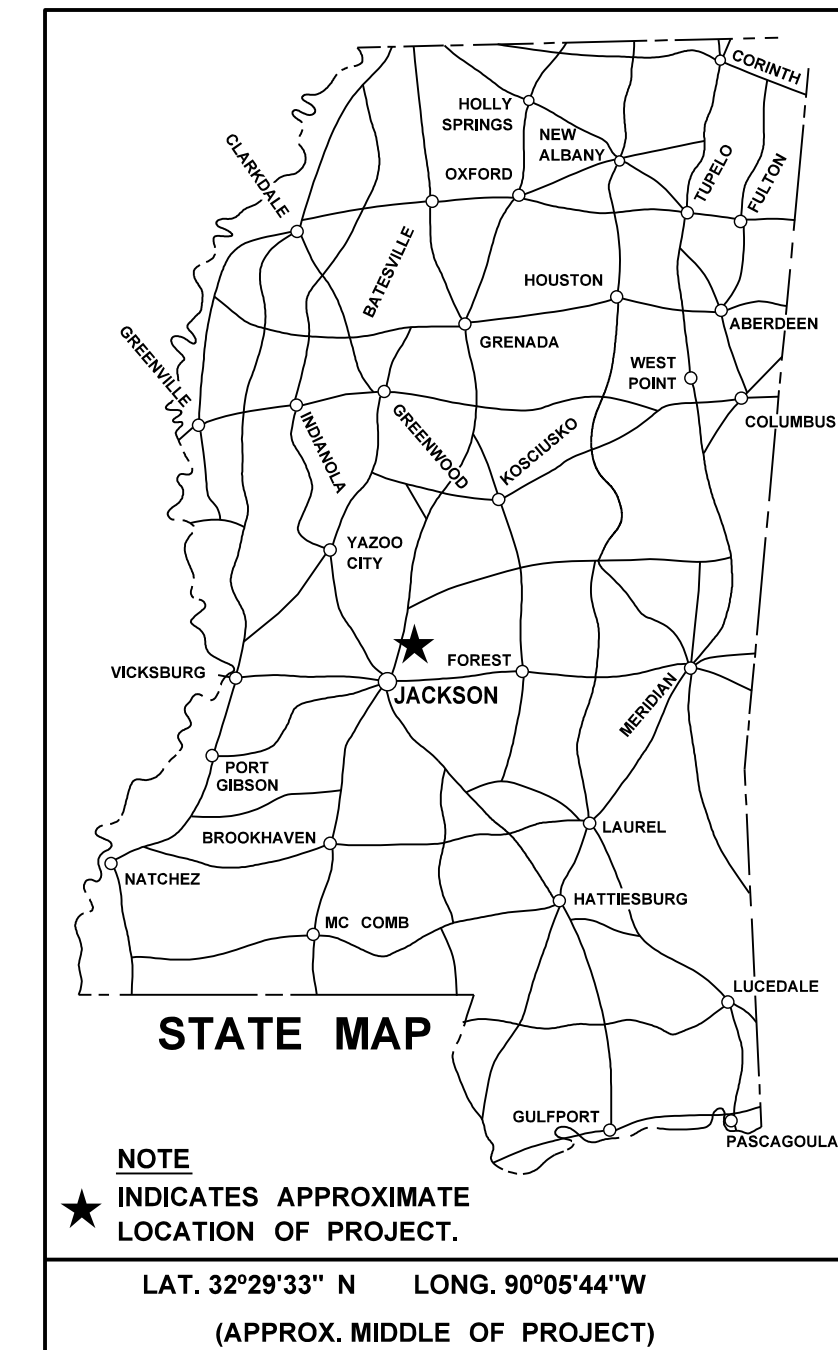 CORINTH
HOLLY
SPRINGS
NEW
ALBANY
CLARKDALE
OXFORD
TUPELO
FULTON
BATESVILLE
HOUSTON
ABERDEEN
GREENVILLE
GRENADA
WEST
POINT
COLUMBUS
INDIANOLA
GREENWOOD
KOSCIUSKO
YAZOO
CITY
VICKSBURG
FOREST
JACKSON
MERIDIAN
PORT
GIBSON
BROOKHAVEN
LAUREL
NATCHEZ
HATTIESBURG
MC COMB
LUCEDALE
STATE MAP
GULFPORT
PASCAGOULA
NOTE
INDICATES APPROXIMATE
LOCATION OF PROJECT.
LAT. 32º29'33" N LONG. 90º05'44"W
(APPROX. MIDDLE OF PROJECT)